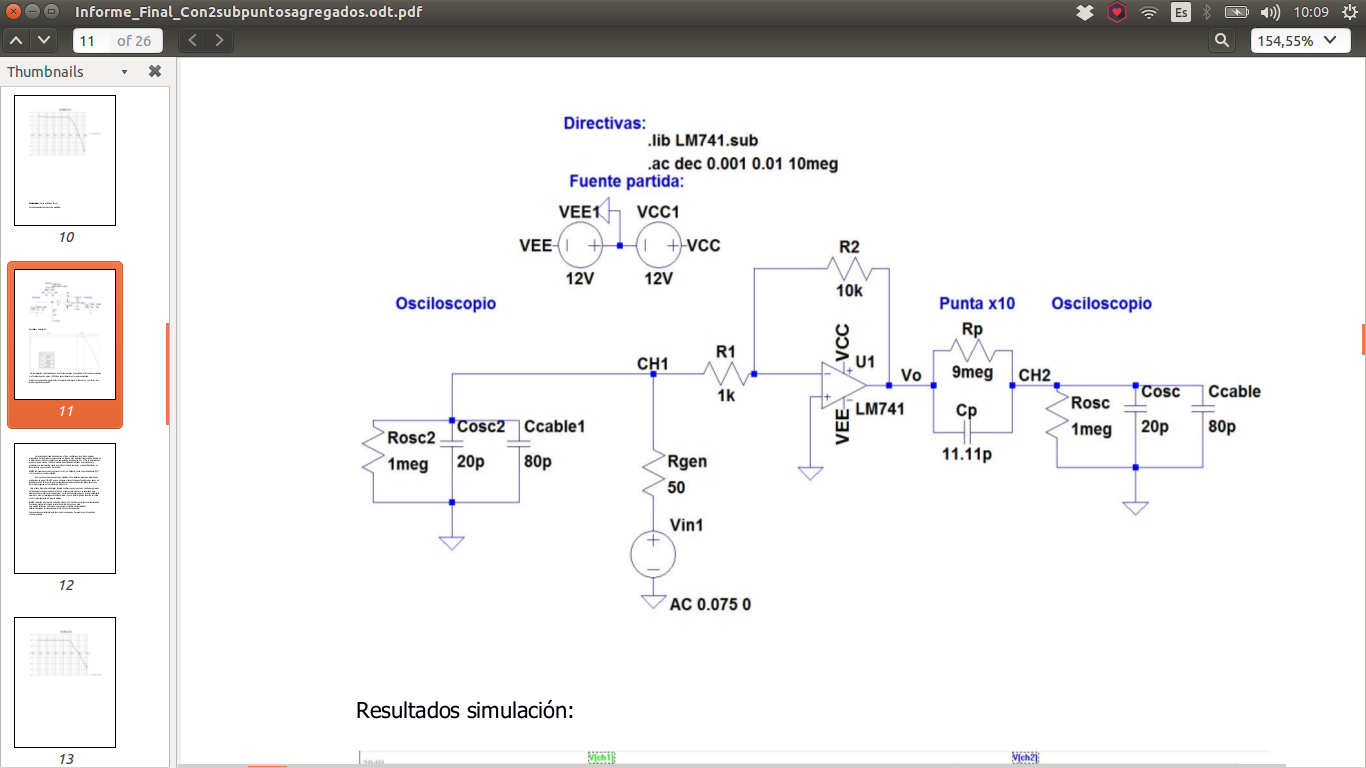 Informe_Final_Con2subpuntosagregados.odt.pdf
Es
10:09
11 of 26
154,55%
Thumbnails
10
11
12
13
Directivas:
.lib LM741.sub
.ac dec 0.001 0.01 10meg
Fuente partida:
VEE1
VCC1
VEE
VCC
12V
12V
R2
10k
Osciloscopio
Punta x10
Osciloscopio
Rp
9meg
VCC
U1
R1
1k
CH1
Vo
CH2
LM741
VEE
Cp
11.11p
Rosc
1meg
Cosc
20p
Ccable
80p
Rosc2
1meg
Cosc2
20p
Ccable1
80p
Rgen
50
Vin1
AC 0.075 0
Resultados simulación:
V(ch1)
V(ch2)